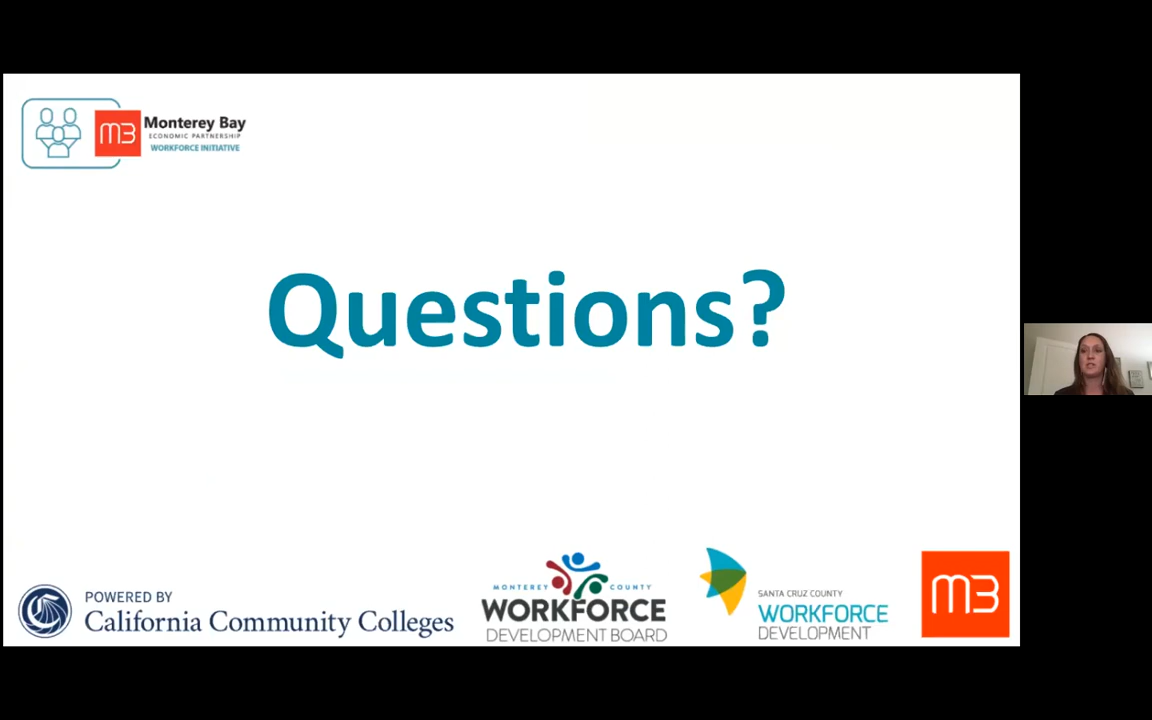 Monterey Bay
ECONOMIC PARTNERSHIP
WORKFORCE INITIATIVE
Questions?
POWERED BY
California Community Colleges
MONTEREY COUNTY
WORKFORCE
DEVELOPMENT BOARD
SANTA CRUZ COUNTY
WORKFORCE
DEVELOPMENT